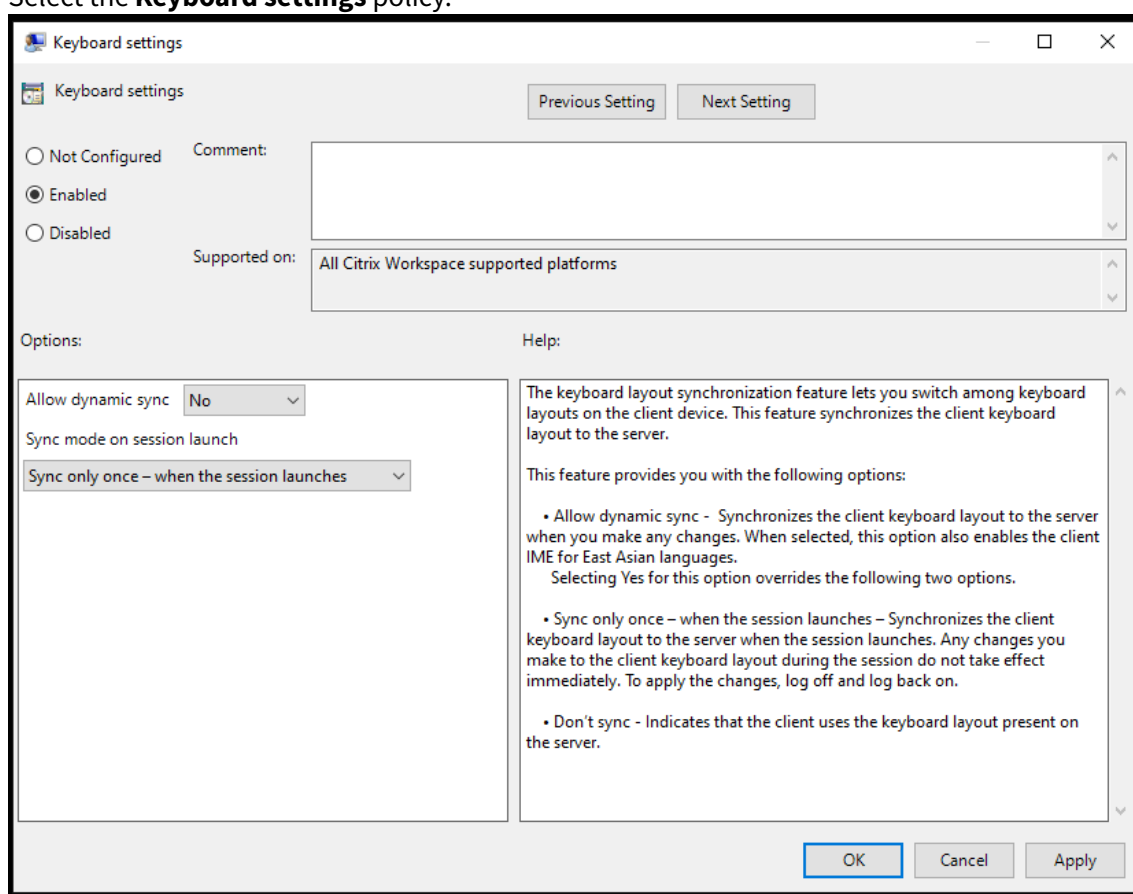 Select the Keyboard settings policy.
Keyboard settings
Keyboard settings
Previous Setting
Next Setting
Not Configured
Comment:
Enabled
Disabled
Supported on:
All Citrix Workspace supported platforms
Options:
Help:
Allow dynamic sync No
Sync mode on session launch
Sync only once – when the session launches
The keyboard layout synchronization feature lets you switch among keyboard
layouts on the client device. This feature synchronizes the client keyboard
layout to the server.
This feature provides you with the following options:
• Allow dynamic sync - Synchronizes the client keyboard layout to the server
when you make any changes. When selected, this option also enables the client
IME for East Asian languages.
Selecting Yes for this option overrides the following two options.
• Sync only once – when the session launches – Synchronizes the client
keyboard layout to the server when the session launches. Any changes you
make to the client keyboard layout during the session do not take effect
immediately. To apply the changes, log off and log back on.
• Don't sync - Indicates that the client uses the keyboard layout present on
the server.
OK
Cancel
Apply